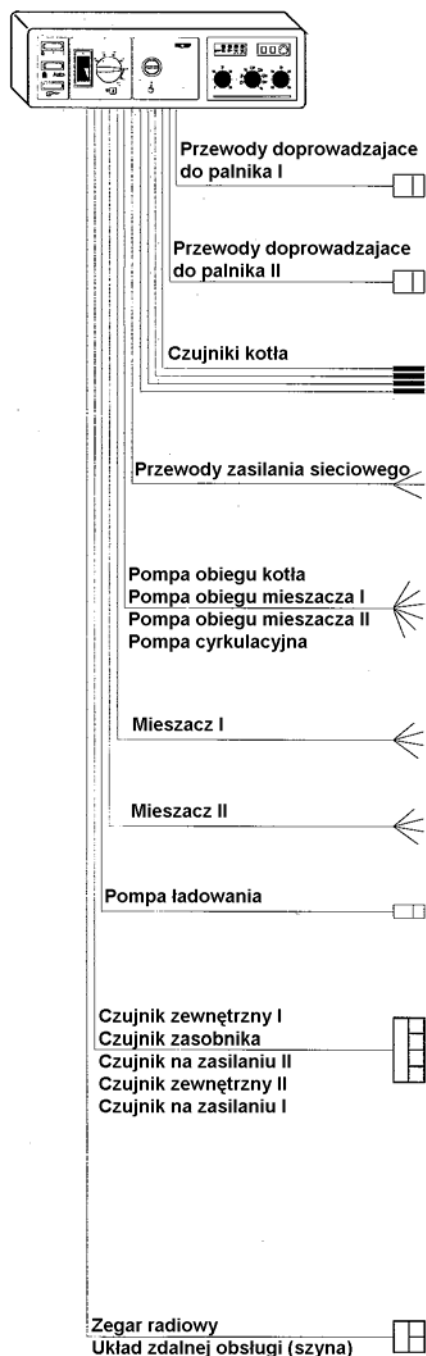 Przewody doprowadzajace
do palnika I
Przewody doprowadzajace
do palnika II
Czujniki kotła
Przewody zasilania sieciowego
Pompa obiegu kotła
Pompa obiegu mieszacza I
Pompa obiegu mieszacza II
Pompa cyrkulacyjna
Mieszacz I
Mieszacz II
Pompa ładowania
Czujnik zewnętrzny I
Czujnik zasobnika
Czujnik na zasilaniu II
Czujnik zewnętrzny II
Czujnik na zasilaniu I
Zegar radiowy
Układ zdalnej obsługi (szyna)